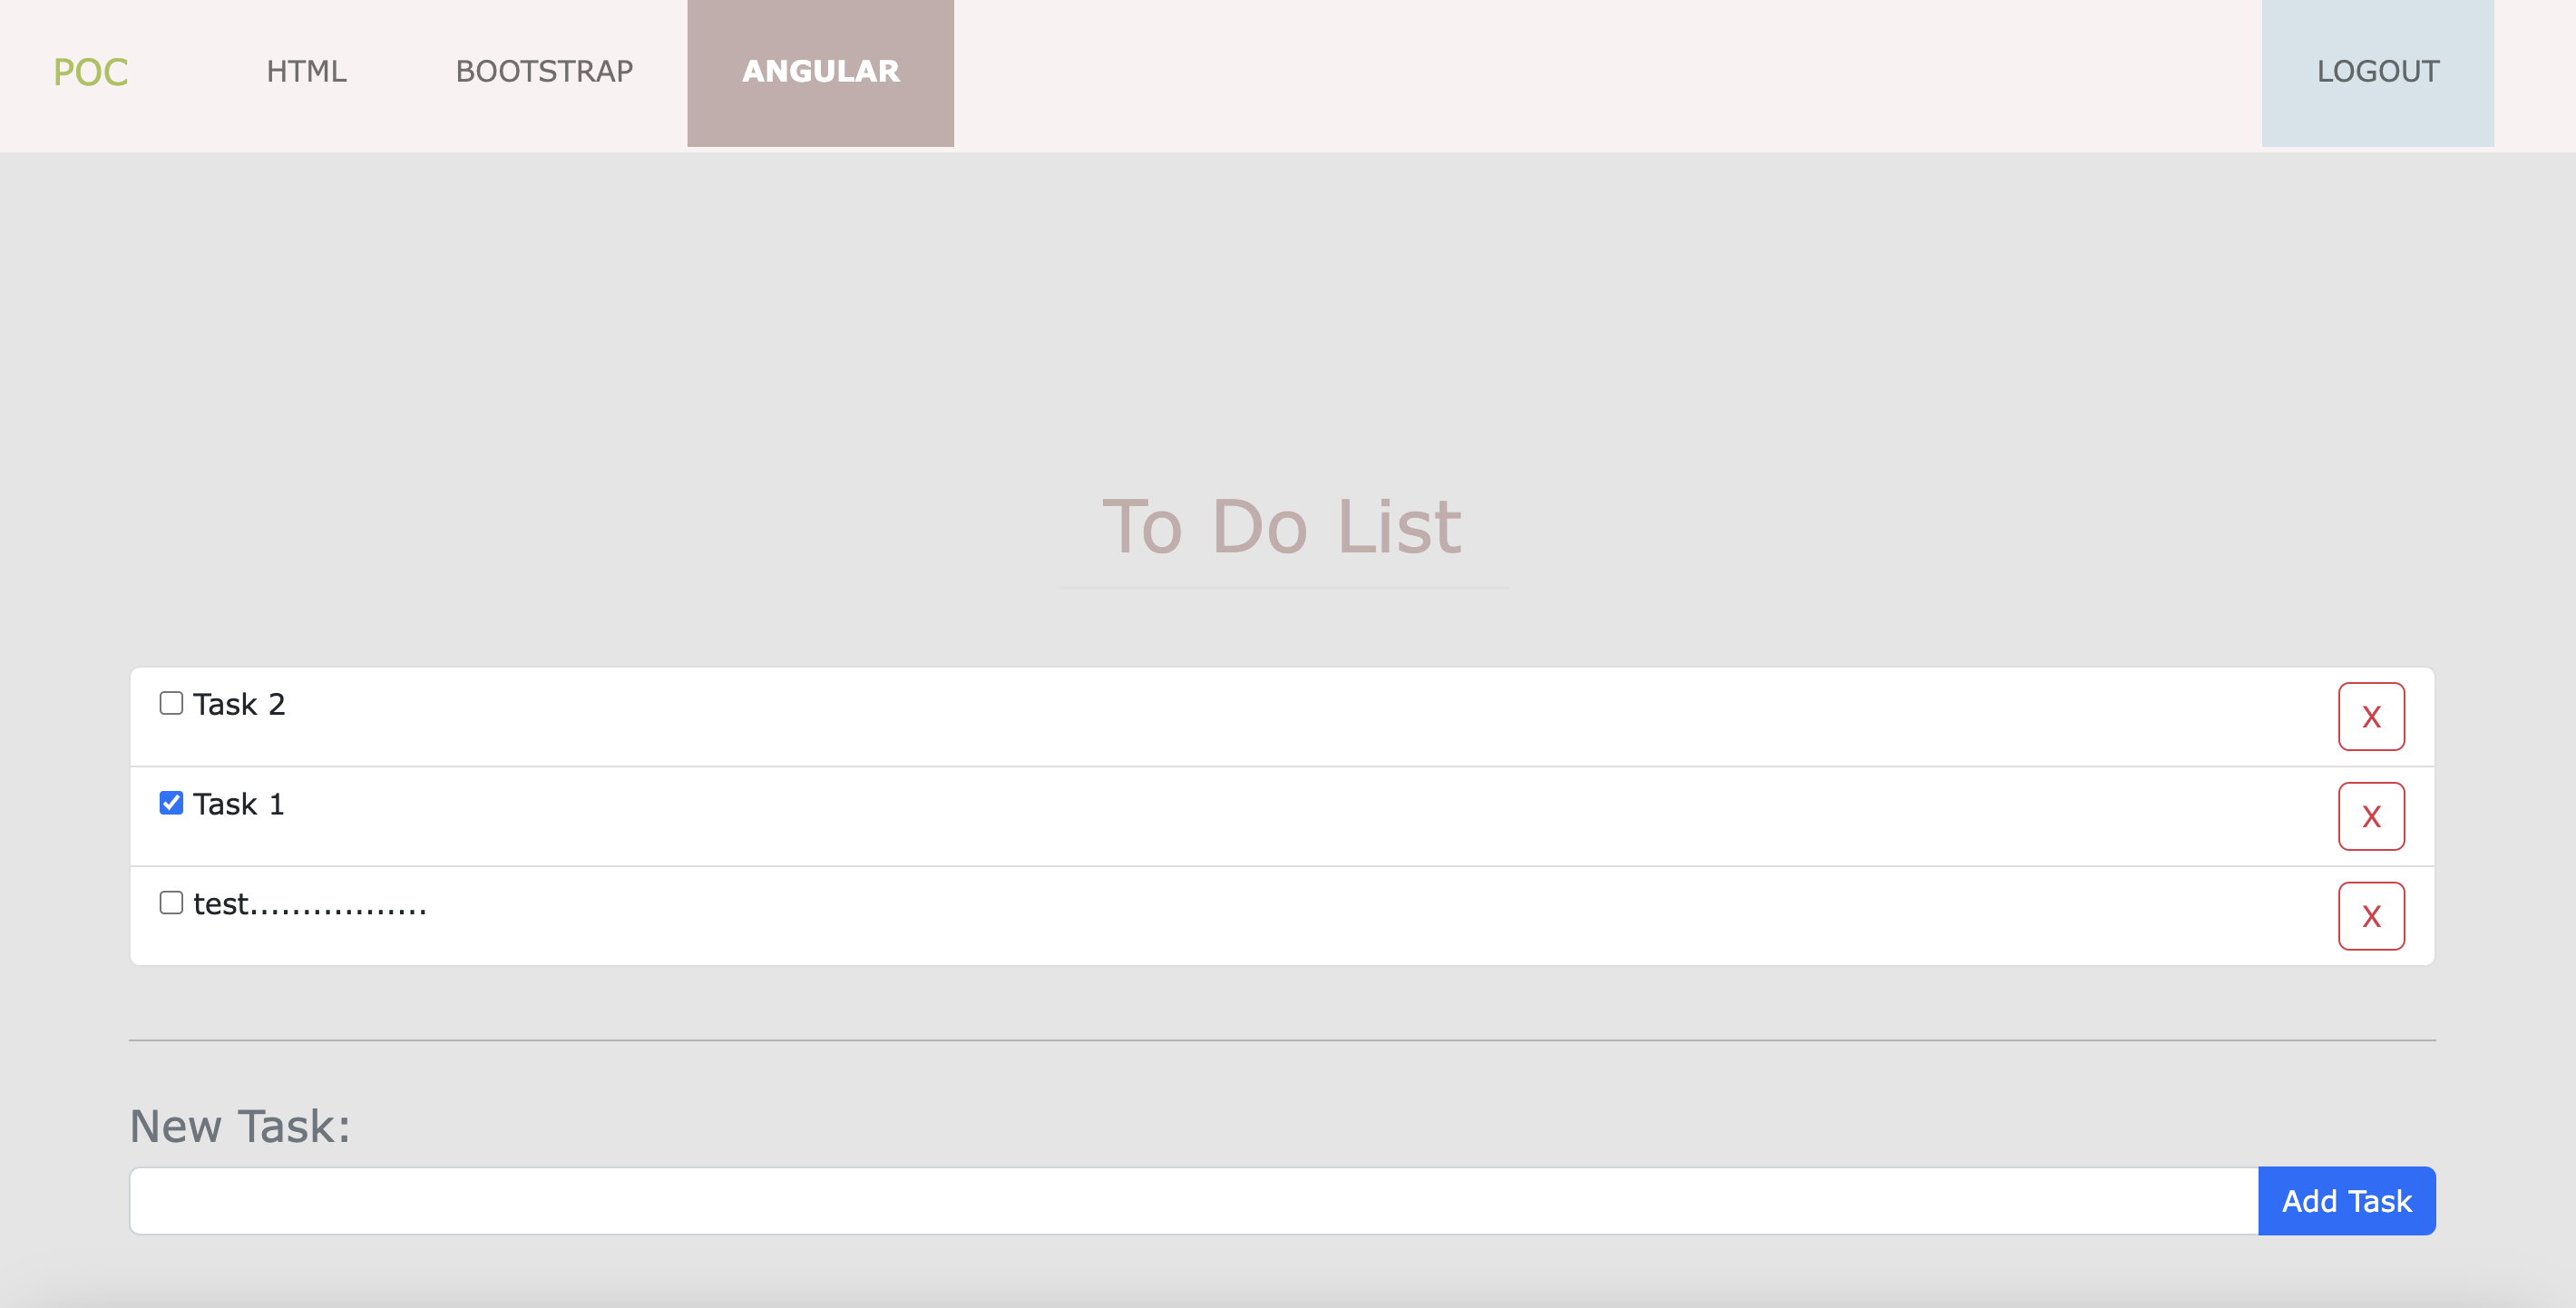 POC HTML BOOTSTRAP ANGULAR LOGOUT
To Do List
Task 2 X
Task 1 X
test................. X
New Task:
Add Task